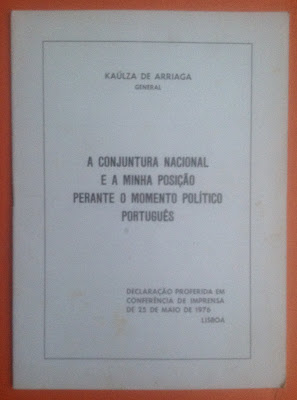 KAÚLZA DE ARRIAGA
GENERAL
A CONJUNTURA NACIONAL
E A MINHA POSIÇÃO
PERANTE O MOMENTO POLÍTICO
PORTUGUÊS
DECLARAÇÃO PROFERIDA EM
CONFERÊNCIA DE IMPRENSA
DE 25 DE MAIO DE 1976
LISBOA